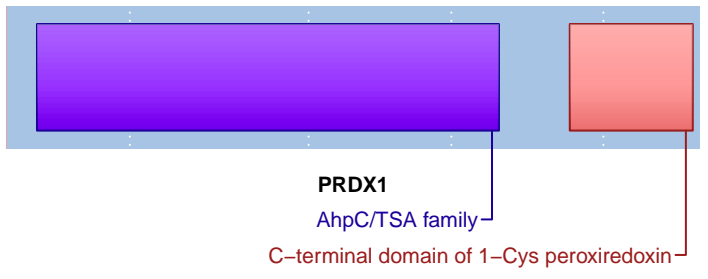 PRDX1
AhpC/TSA family
C−terminal domain of 1−Cys peroxiredoxin